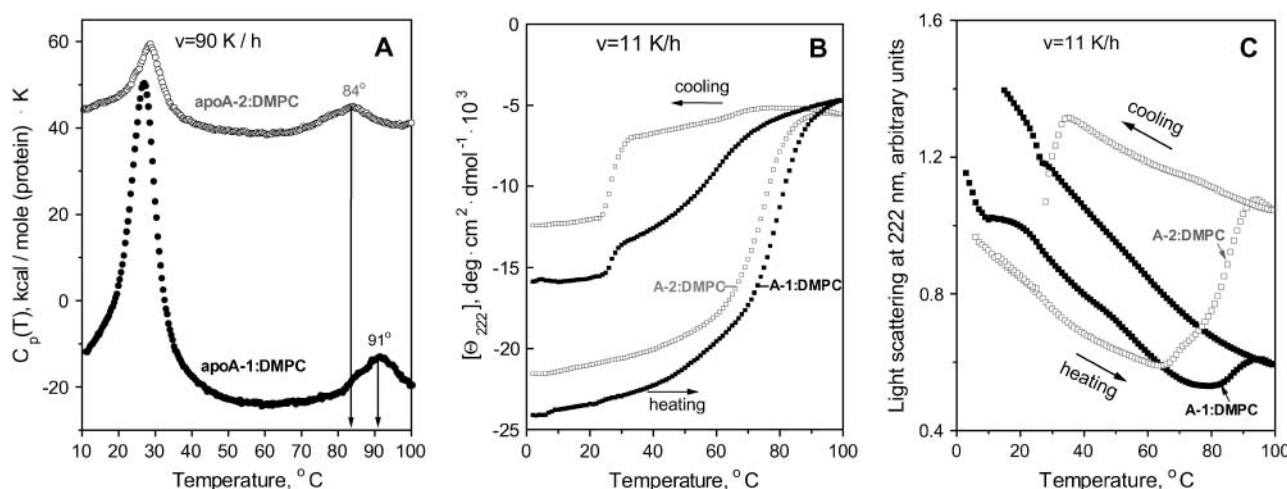 A
v=90 K / h
C_p(T), kcal / mole (protein) · K
60
40
20
0
-20
apoA-2:DMPC
84°
apoA-1:DMPC
91°
10 20 30 40 50 60 70 80 90 100
Temperature, °C
B
v=11 K/h
[Θ_222], deg·cm²·dmol⁻¹·10³
0
-5
-10
-15
-20
-25
cooling
A-2:DMPC
A-1:DMPC
heating
0 20 40 60 80 100
Temperature, °C
C
v=11 K/h
Light scattering at 222 nm, arbitrary units
1.6
1.2
0.8
0.4
cooling
A-2:DMPC
heating
A-1:DMPC
0 20 40 60 80 100
Temperature, °C